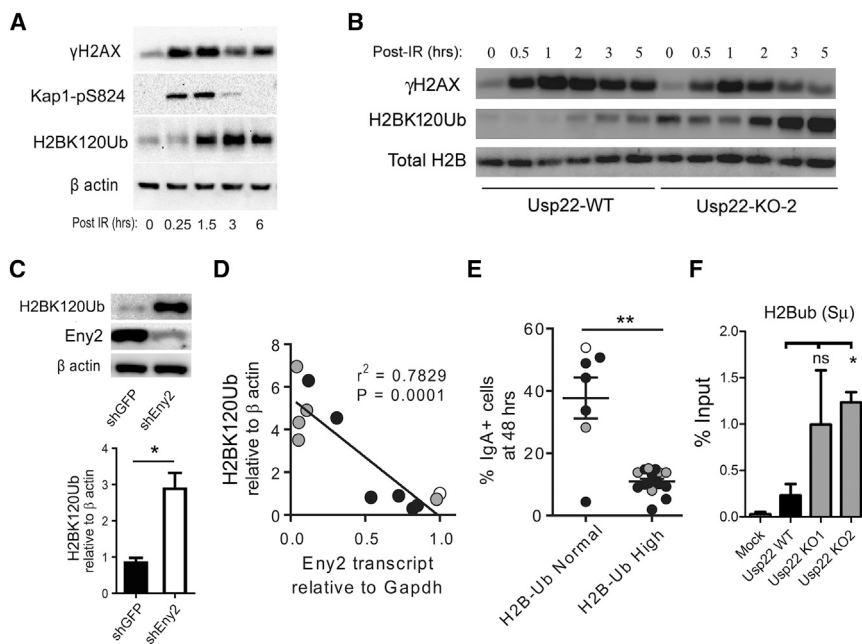 A
γH2AX
Kap1-pS824
H2BK120Ub
β actin
Post IR (hrs): 0 0.25 1.5 3 6
B
Post-IR (hrs): 0 0.5 1 2 3 5 0 0.5 1 2 3 5
γH2AX
H2BK120Ub
Total H2B
Usp22-WT Usp22-KO-2
C
H2BK120Ub
Eny2
β actin
shGFP shEny2
H2BK120Ub
relative to β actin
4
3
2
1
0
*
shGFP shEny2
D
H2BK120Ub
relative to β actin
8
6
4
2
0
r² = 0.7829
P = 0.0001
0.0 0.5 1.0
Eny2 transcript
relative to Gapdh
E
% IgA+ cells
at 48 hrs
60
40
20
0
**
H2B-Ub Normal
H2B-Ub High
F
H2Bub (Sμ)
% Input
2.0
1.5
1.0
0.5
0.0
ns
*
Mock
Usp22 WT
Usp22 KO1
Usp22 KO2